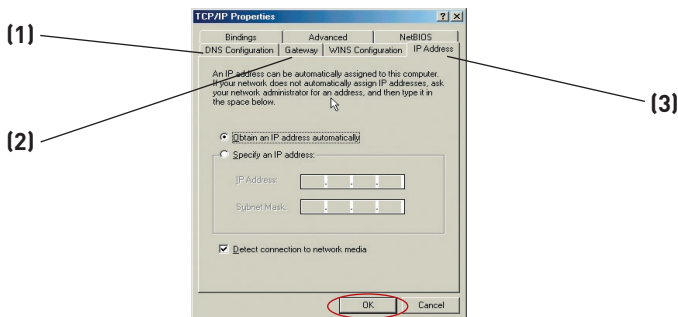 TCP/IP Properties
Bindings Advanced NetBIOS
DNS Configuration Gateway WINS Configuration IP Address
An IP address can be automatically assigned to this computer.
If your network does not automatically assign IP addresses, ask
your network administrator for an address, and then type it in
the space below.
Obtain an IP address automatically
Specify an IP address:
IP Address:
Subnet Mask:
Detect connection to network media
OK Cancel
(1)
(2)
(3)